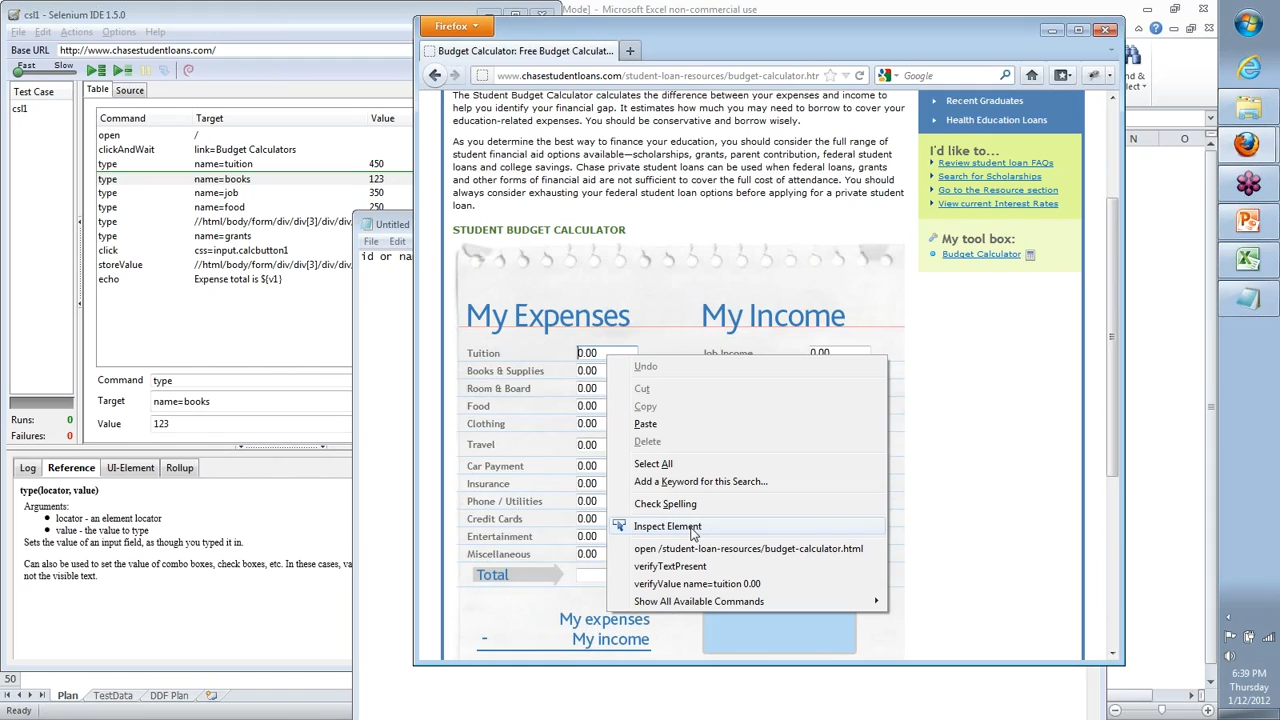 csl1 - Selenium IDE 1.5.0
File Edit Actions Options Help
Base URL http://www.chasestudentloans.com/
Fast Slow
Test Case
csl1
Table Source
Command Target Value
open /
clickAndWait link=Budget Calculators
type name=tuition 450
type name=books 123
type name=job 350
type name=food 250
type //html/body/form/div/div[3]/div/div
type name=grants
click css=input.calcbutton1
storeValue //html/body/form/div/div[3]/div/div
echo Expense total is ${v1}
Command type
Target name=books
Value 123
Runs: 0
Failures: 0
Log Reference UI-Element Rollup
type(locator, value)
Arguments:
locator - an element locator
value - the value to type
Sets the value of an input field, as though you typed it in.
Can also be used to set the value of combo boxes, check boxes, etc. In these cases, va
not the visible text.
50
Plan TestData DDF Plan
Ready
Untitled
File Edit
id or na
Mode] - Microsoft Excel non-commercial use
d &
ect
N O
Firefox
Budget Calculator: Free Budget Calculat...
www.chasestudentloans.com/student-loan-resources/budget-calculator.htr
Google
The Student Budget Calculator calculates the difference between your expenses and income to
help you identify your financial gap. It estimates how much you may need to borrow to cover your
education-related expenses. You should be conservative and borrow wisely.
As you determine the best way to finance your education, you should consider the full range of
student financial aid options available—scholarships, grants, parent contribution, federal student
loans and college savings. Chase private student loans can be used when federal loans, grants
and other forms of financial aid are not sufficient to cover the full cost of attendance. You should
always consider exhausting your federal student loan options before applying for a private student
loan.
STUDENT BUDGET CALCULATOR
My Expenses My Income
Tuition 0.00 Job Income 0.00
Books & Supplies 0.00
Room & Board 0.00
Food 0.00
Clothing 0.00
Travel 0.00
Car Payment 0.00
Insurance 0.00
Phone / Utilities 0.00
Credit Cards 0.00
Entertainment 0.00
Miscellaneous 0.00
Total
My expenses
- My income
Undo
Cut
Copy
Paste
Delete
Select All
Add a Keyword for this Search...
Check Spelling
Inspect Element
open /student-loan-resources/budget-calculator.html
verifyTextPresent
verifyValue name=tuition 0.00
Show All Available Commands
Recent Graduates
Health Education Loans
I'd like to...
Review student loan FAQs
Search for Scholarships
Go to the Resource section
View current Interest Rates
My tool box:
Budget Calculator
6:39 PM
Thursday
1/12/2012